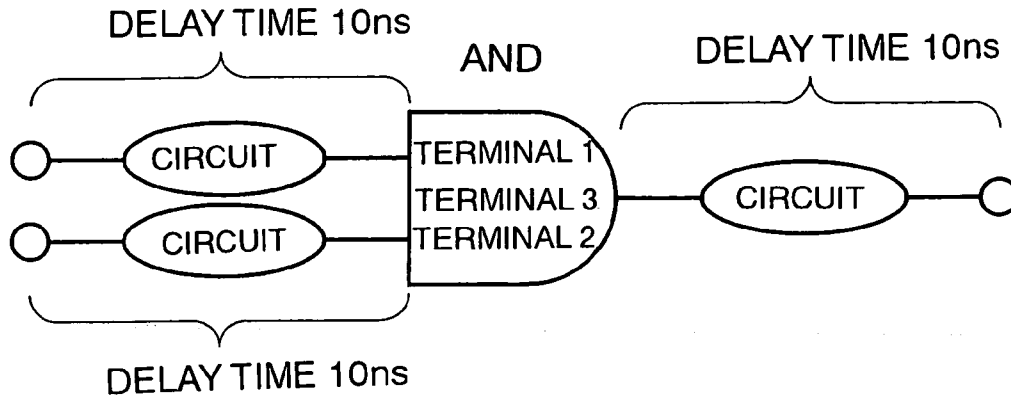 DELAY TIME 10ns
AND
DELAY TIME 10ns
CIRCUIT
TERMINAL 1
TERMINAL 3
CIRCUIT
CIRCUIT
TERMINAL 2
DELAY TIME 10ns